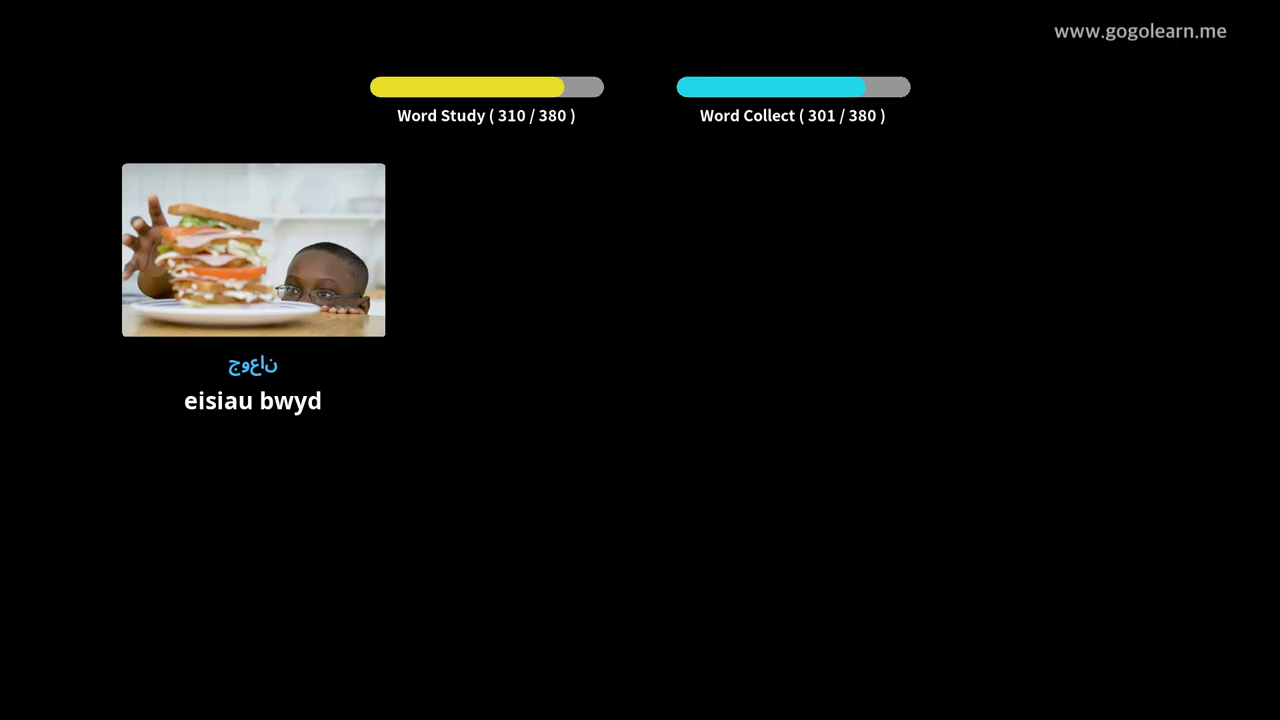 www.gogolearn.me
Word Study ( 310 / 380 )
Word Collect ( 301 / 380 )
جوعان
eisiau bwyd